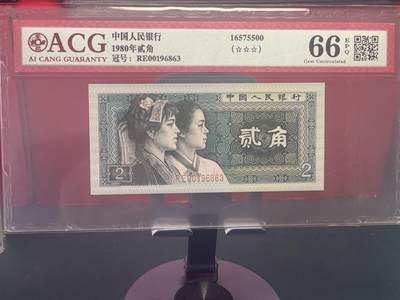 ACG
AI CANG GUARANTY
中国人民银行
1980年贰角
冠号：RE00196863
16575500
(☆☆☆)
66 EPQ
Gem Uncirculated
中国人民银行
贰角
2
RE00196863
2